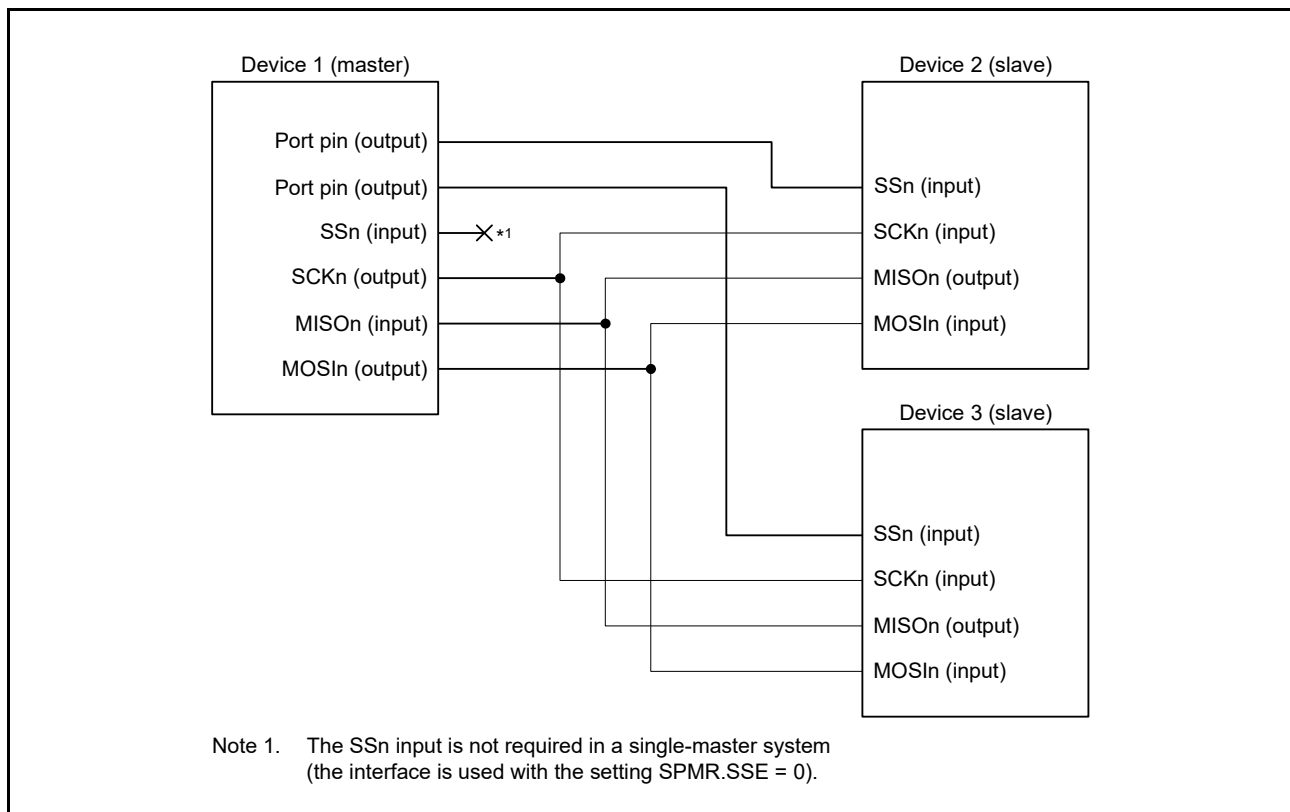 Device 1 (master)
Port pin (output)
Port pin (output)
SSn (input)
*1
SCKn (output)
MISOn (input)
MOSIn (output)
Device 2 (slave)
SSn (input)
SCKn (input)
MISOn (output)
MOSIn (input)
Device 3 (slave)
SSn (input)
SCKn (input)
MISOn (output)
MOSIn (input)
Note 1. The SSn input is not required in a single-master system
(the interface is used with the setting SPMR.SSE = 0).